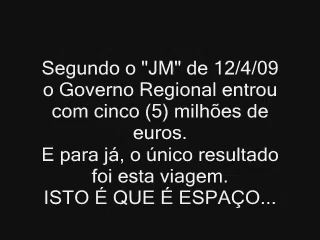 Segundo o "JM" de 12/4/09
o Governo Regional entrou
com cinco (5) milhões de
euros.
E para já, o único resultado
foi esta viagem.
ISTO É QUE É ESPAÇO...